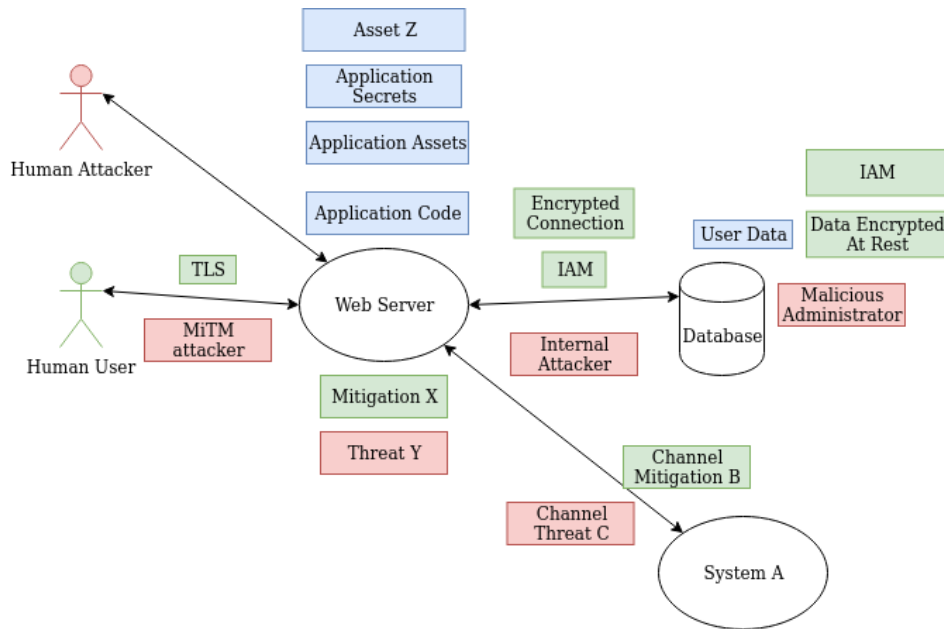 Asset Z
Application
Secrets
Application Assets
Application Code
Human Attacker
Encrypted
Connection
IAM
IAM
Data Encrypted
At Rest
User Data
TLS
MiTM
attacker
Human User
Web Server
Database
Malicious
Administrator
Internal
Attacker
Mitigation X
Threat Y
Channel
Mitigation B
Channel
Threat C
System A